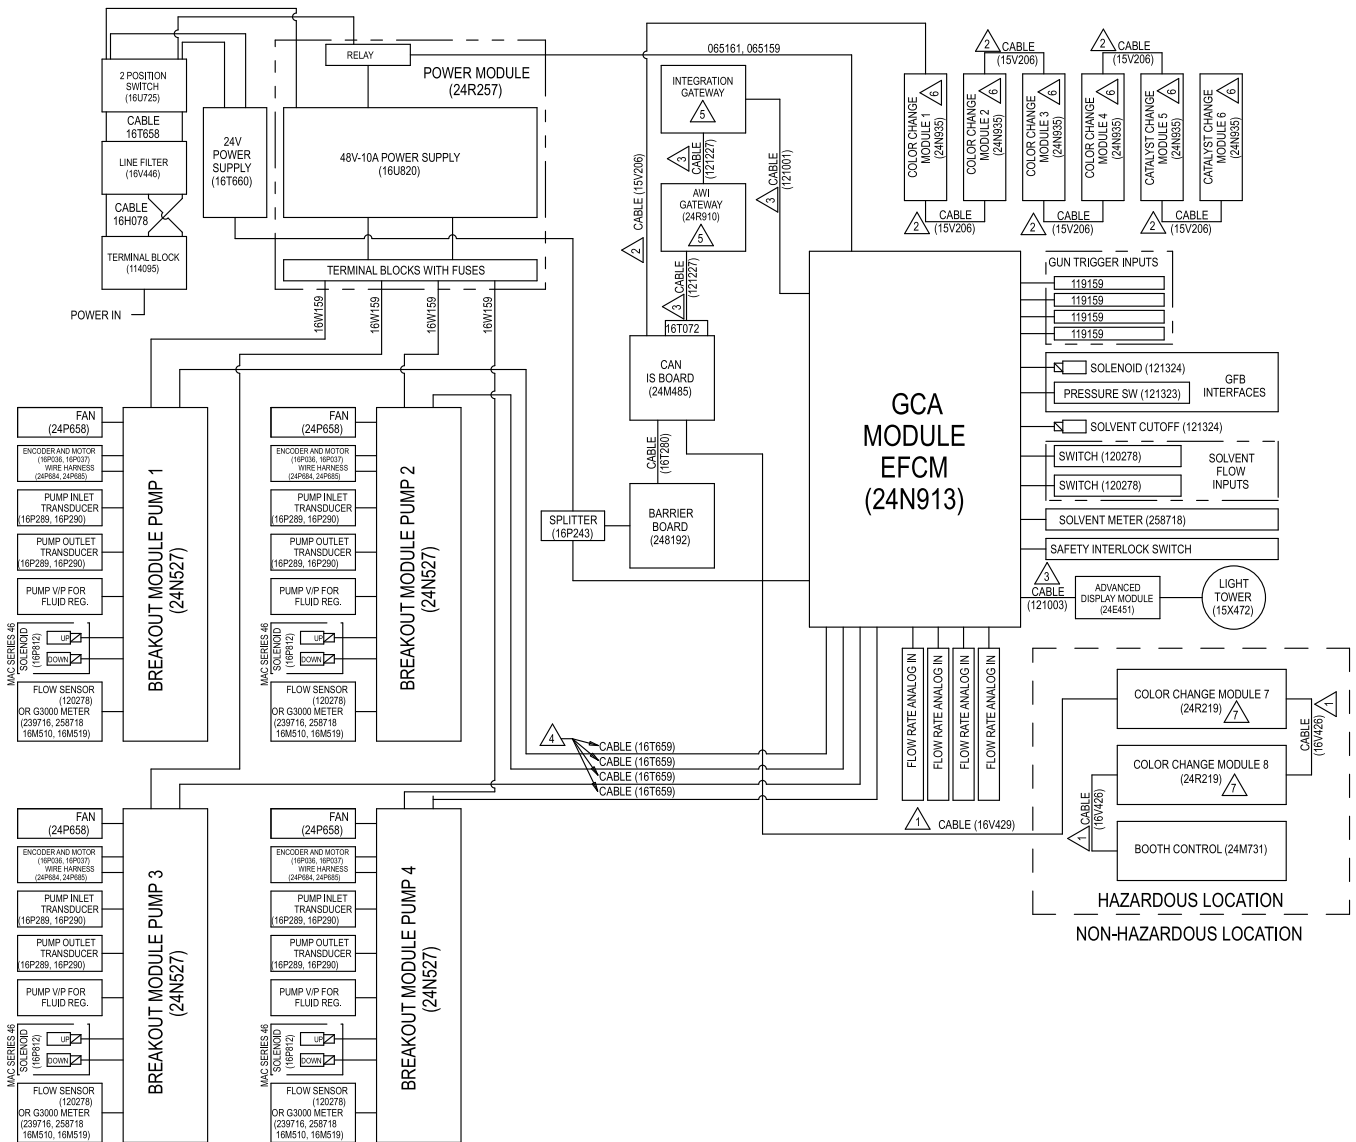 2 POSITION
SWITCH
(16U725)
CABLE
16T658
LINE FILTER
(16V446)
CABLE
16H078
TERMINAL BLOCK
(114095)
POWER IN
24V
POWER
SUPPLY
(16T660)
RELAY
POWER MODULE
(24R257)
48V-10A POWER SUPPLY
(16U820)
TERMINAL BLOCKS WITH FUSES
16W159
16W159
16W159
16W159
065161, 065159
INTEGRATION
GATEWAY
5
3
CABLE
(121227)
AWI
GATEWAY
(24R910)
5
3
CABLE
(121227)
3
CABLE
(121001)
2
CABLE (15V206)
16T072
CAN
IS BOARD
(24M485)
CABLE
(16T280)
BARRIER
BOARD
(248192)
SPLITTER
(16P243)
2
CABLE
(15V206)
2
CABLE
(15V206)
COLOR CHANGE
MODULE 1
(24N935)
6
COLOR CHANGE
MODULE 2
(24N935)
6
COLOR CHANGE
MODULE 3
(24N935)
6
COLOR CHANGE
MODULE 4
(24N935)
6
CATALYST CHANGE
MODULE 5
(24N935)
6
CATALYST CHANGE
MODULE 6
(24N935)
6
2
CABLE
(15V206)
2
CABLE
(15V206)
2
CABLE
(15V206)
GCA
MODULE
EFCM
(24N913)
GUN TRIGGER INPUTS
119159
119159
119159
119159
SOLENOID (121324)
PRESSURE SW (121323)
GFB
INTERFACES
SOLVENT CUTOFF (121324)
SWITCH (120278)
SWITCH (120278)
SOLVENT
FLOW
INPUTS
SOLVENT METER (258718)
SAFETY INTERLOCK SWITCH
3
CABLE
(121003)
ADVANCED
DISPLAY MODULE
(24E451)
LIGHT
TOWER
(15X472)
FLOW RATE ANALOG IN
FLOW RATE ANALOG IN
FLOW RATE ANALOG IN
FLOW RATE ANALOG IN
1
CABLE (16V429)
COLOR CHANGE MODULE 7
(24R219)
7
1
CABLE
(16V426)
COLOR CHANGE MODULE 8
(24R219)
7
1
CABLE
(16V426)
BOOTH CONTROL (24M731)
HAZARDOUS LOCATION
NON-HAZARDOUS LOCATION
4
CABLE (16T659)
CABLE (16T659)
CABLE (16T659)
CABLE (16T659)
FAN
(24P658)
ENCODER AND MOTOR
(16P036, 16P037)
WIRE HARNESS
(24P684, 24P685)
PUMP INLET
TRANSDUCER
(16P289, 16P290)
PUMP OUTLET
TRANSDUCER
(16P289, 16P290)
PUMP V/P FOR
FLUID REG.
MAC SERIES 46
SOLENOID
(16P812)
UP
DOWN
FLOW SENSOR
(120278)
OR G3000 METER
(239716, 258718
16M510, 16M519)
BREAKOUT MODULE PUMP 1
(24N527)
FAN
(24P658)
ENCODER AND MOTOR
(16P036, 16P037)
WIRE HARNESS
(24P684, 24P685)
PUMP INLET
TRANSDUCER
(16P289, 16P290)
PUMP OUTLET
TRANSDUCER
(16P289, 16P290)
PUMP V/P FOR
FLUID REG.
MAC SERIES 46
SOLENOID
(16P812)
UP
DOWN
FLOW SENSOR
(120278)
OR G3000 METER
(239716, 258718
16M510, 16M519)
BREAKOUT MODULE PUMP 2
(24N527)
FAN
(24P658)
ENCODER AND MOTOR
(16P036, 16P037)
WIRE HARNESS
(24P684, 24P685)
PUMP INLET
TRANSDUCER
(16P289, 16P290)
PUMP OUTLET
TRANSDUCER
(16P289, 16P290)
PUMP V/P FOR
FLUID REG.
MAC SERIES 46
SOLENOID
(16P812)
UP
DOWN
FLOW SENSOR
(120278)
OR G3000 METER
(239716, 258718
16M510, 16M519)
BREAKOUT MODULE PUMP 3
(24N527)
FAN
(24P658)
ENCODER AND MOTOR
(16P036, 16P037)
WIRE HARNESS
(24P684, 24P685)
PUMP INLET
TRANSDUCER
(16P289, 16P290)
PUMP OUTLET
TRANSDUCER
(16P289, 16P290)
PUMP V/P FOR
FLUID REG.
MAC SERIES 46
SOLENOID
(16P812)
UP
DOWN
FLOW SENSOR
(120278)
OR G3000 METER
(239716, 258718
16M510, 16M519)
BREAKOUT MODULE PUMP 4
(24N527)